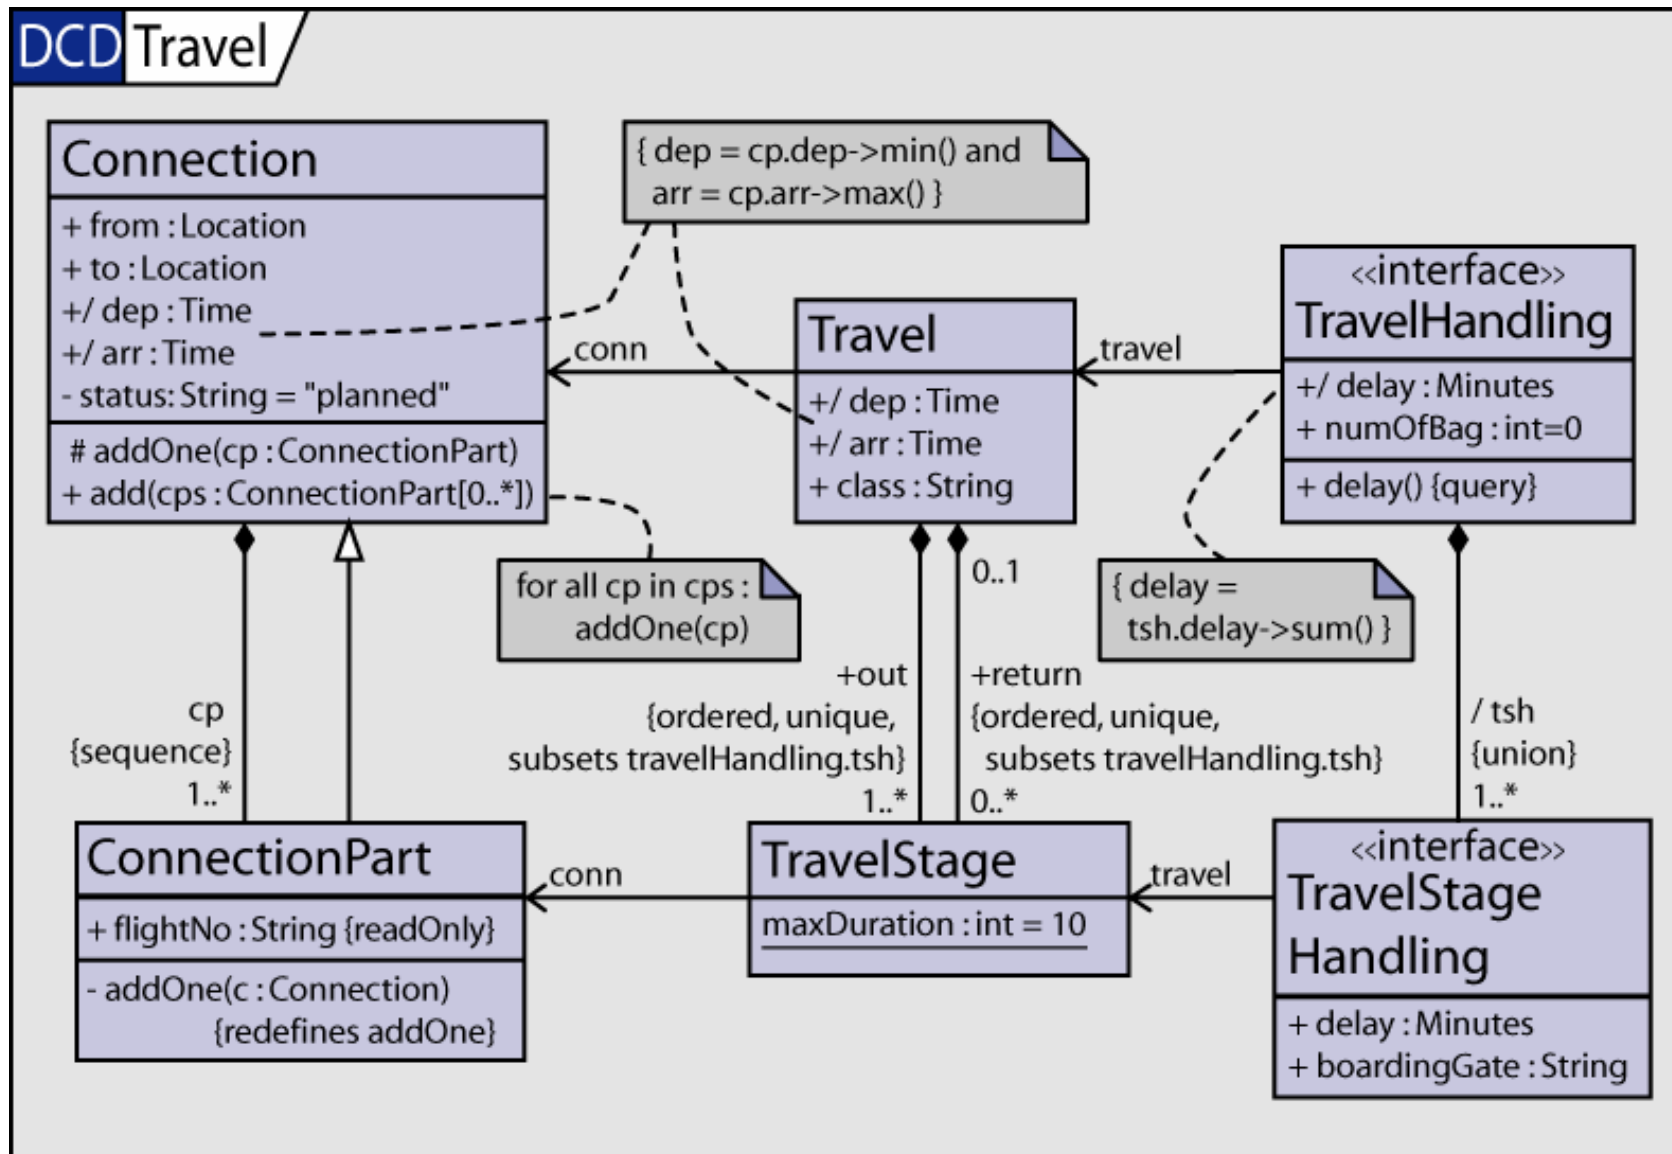 DCD Travel
Connection
+ from : Location
+ to : Location
+/ dep : Time
+/ arr : Time
- status: String = "planned"
# addOne(cp : ConnectionPart)
+ add(cps : ConnectionPart[0..*])
{ dep = cp.dep->min() and
arr = cp.arr->max() }
conn
Travel
+/ dep : Time
+/ arr : Time
+ class : String
travel
<<interface>>
TravelHandling
+/ delay : Minutes
+ numOfBag : int=0
+ delay() {query}
for all cp in cps :
addOne(cp)
0..1
{ delay =
tsh.delay->sum() }
cp
{sequence}
1..*
+out
{ordered, unique,
subsets travelHandling.tsh}
1..*
+return
{ordered, unique,
subsets travelHandling.tsh}
0..*
/ tsh
{union}
1..*
ConnectionPart
+ flightNo : String {readOnly}
- addOne(c : Connection)
{redefines addOne}
conn
TravelStage
maxDuration : int = 10
travel
<<interface>>
TravelStage
Handling
+ delay : Minutes
+ boardingGate : String